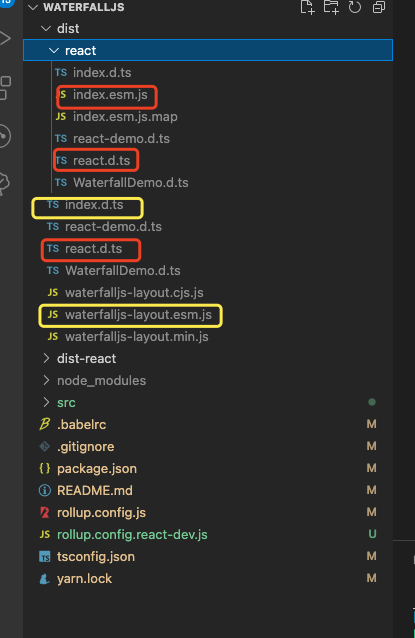 WATERFALLJS
dist
react
TS index.d.ts
JS index.esm.js
JS index.esm.js.map
TS react-demo.d.ts
TS react.d.ts
TS WaterfallDemo.d.ts
TS index.d.ts
TS react-demo.d.ts
TS react.d.ts
TS WaterfallDemo.d.ts
JS waterfalljs-layout.cjs.js
JS waterfalljs-layout.esm.js
JS waterfalljs-layout.min.js
dist-react
node_modules
src
.babelrc M
.gitignore M
{} package.json M
README.md M
rollup.config.js M
JS rollup.config.react-dev.js U
TS tsconfig.json M
yarn.lock M